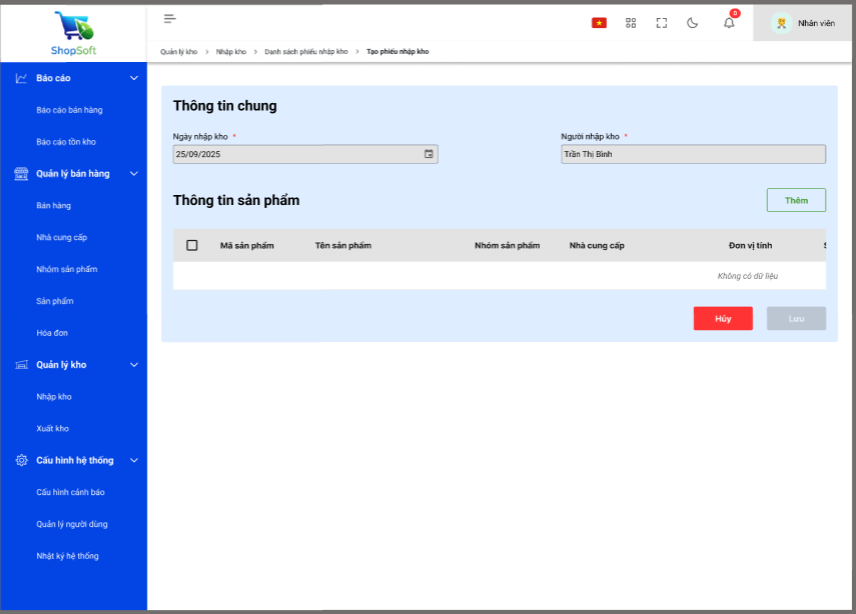 ShopSoft
0
Nhân viên
Quản lý kho > Nhập kho > Danh sách phiếu nhập kho > Tạo phiếu nhập kho
Báo cáo
Báo cáo bán hàng
Báo cáo tồn kho
Quản lý bán hàng
Bán hàng
Nhà cung cấp
Nhóm sản phẩm
Sản phẩm
Hóa đơn
Quản lý kho
Nhập kho
Xuất kho
Cấu hình hệ thống
Cấu hình cảnh báo
Quản lý người dùng
Nhật ký hệ thống
Thông tin chung
Ngày nhập kho *
Người nhập kho *
25/09/2025
Trần Thị Bình
Thông tin sản phẩm
Thêm
Mã sản phẩm Tên sản phẩm Nhóm sản phẩm Nhà cung cấp Đơn vị tính
Không có dữ liệu
Hủy
Lưu